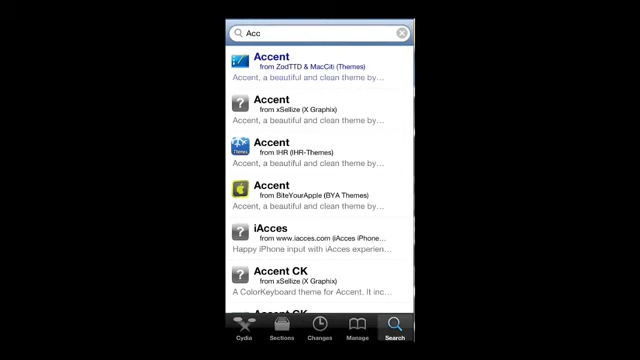 Acc
Accent
from ZodTTD & MacCiti (Themes)
Accent, a beautiful and clean theme by…
Accent
from xSellize (X Graphix)
Accent, a beautiful and clean theme by…
Accent
from IHR (IHR-Themes)
Accent, a beautiful and clean theme by…
Accent
from BiteYourApple (BYA Themes)
Accent, a beautiful and clean theme by…
iAcces
from www.iacces.com (iAcces iPhone…
Happy iPhone input with iAcces experien…
Accent CK
from xSellize (X Graphix)
A ColorKeyboard theme for Accent. It inc…
Accent CK
Cydia
Sections
Changes
Manage
Search